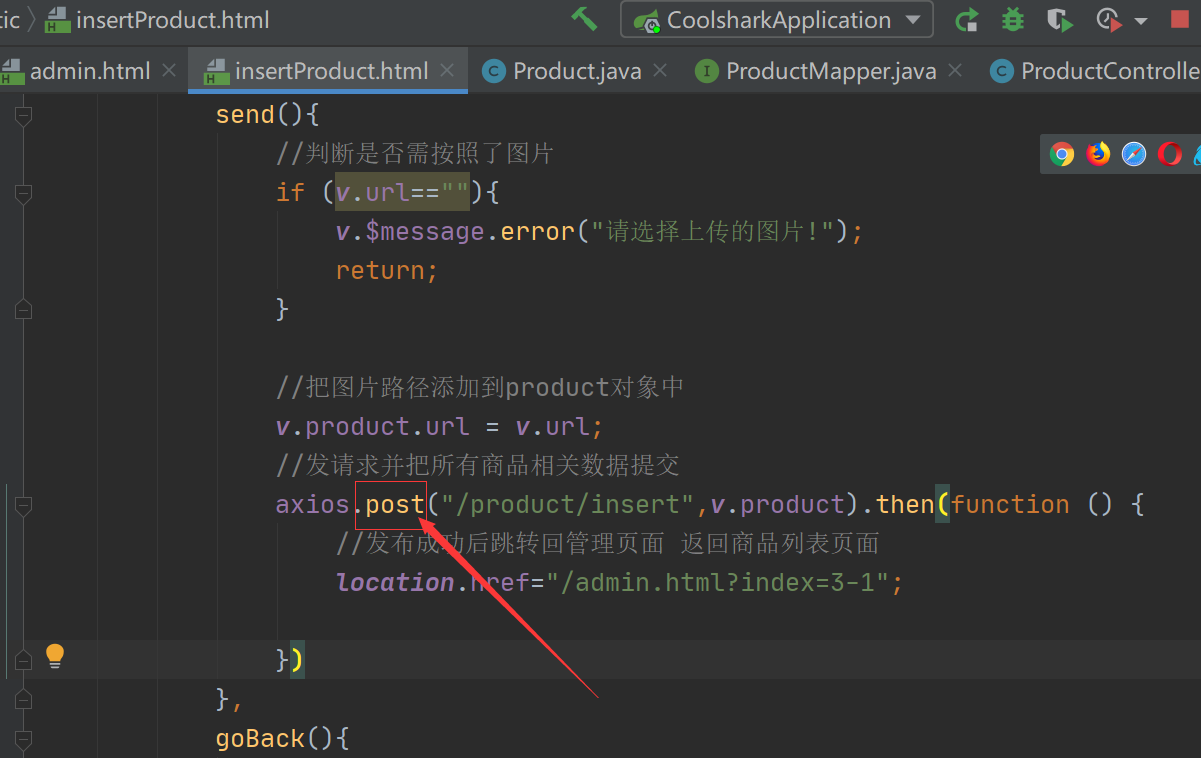 tic insertProduct.html CoolsharkApplication
admin.html insertProduct.html Product.java ProductMapper.java ProductControlle
send(){
//判断是否需按照了图片
if (v.url==""){
v.$message.error("请选择上传的图片!");
return;
}
//把图片路径添加到product对象中
v.product.url = v.url;
//发请求并把所有商品相关数据提交
axios.post("/product/insert",v.product).then(function () {
//发布成功后跳转回管理页面 返回商品列表页面
location.href="/admin.html?index=3-1";
})
},
goBack(){